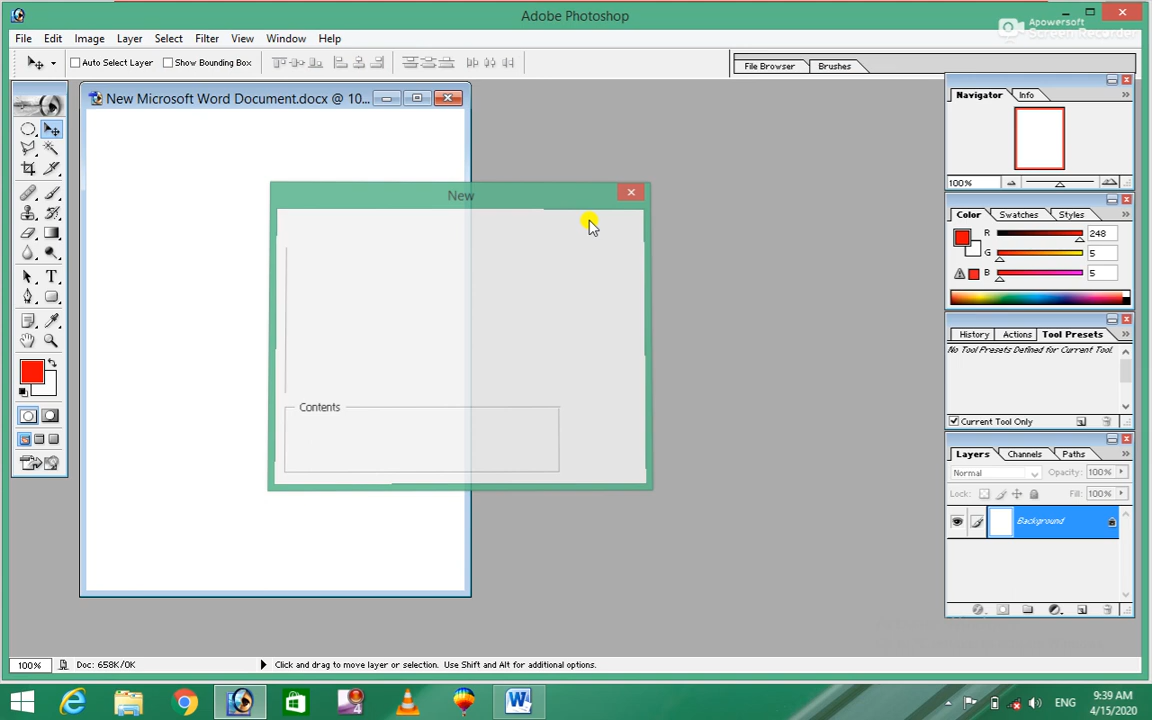 Adobe Photoshop
Apowersoft
Screen Recorder
File Edit Image Layer Select Filter View Window Help
Auto Select Layer Show Bounding Box
File Browser Brushes
New Microsoft Word Document.docx @ 10...
Navigator Info
100%
New
Color Swatches Styles
R 248
G 5
B 5
History Actions Tool Presets
No Tool Presets Defined for Current Tool.
Contents
Current Tool Only
Layers Channels Paths
Normal Opacity: 100%
Lock: Fill: 100%
Background
100% Doc: 658K/0K Click and drag to move layer or selection. Use Shift and Alt for additional options.
ENG
9:39 AM
4/15/2020